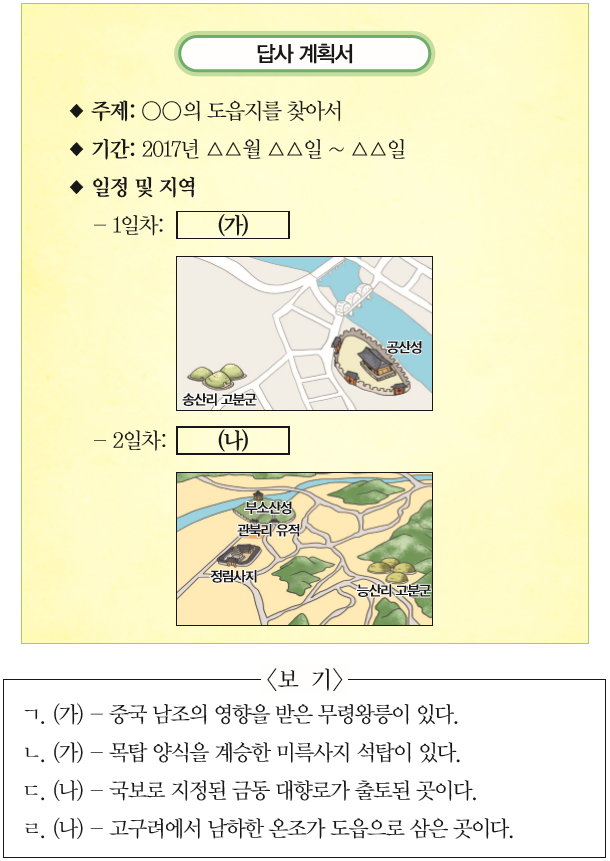 답사 계획서
◆ 주제: ○○의 도읍지를 찾아서
◆ 기간: 2017년 △△월 △△일 ~ △△일
◆ 일정 및 지역
- 1일차: (가)
공산성
송산리 고분군
- 2일차: (나)
부소산성
관북리 유적
정림사지
능산리 고분군
<보 기>
ㄱ. (가) - 중국 남조의 영향을 받은 무령왕릉이 있다.
ㄴ. (가) - 목탑 양식을 계승한 미륵사지 석탑이 있다.
ㄷ. (나) - 국보로 지정된 금동 대향로가 출토된 곳이다.
ㄹ. (나) - 고구려에서 남하한 온조가 도읍으로 삼은 곳이다.